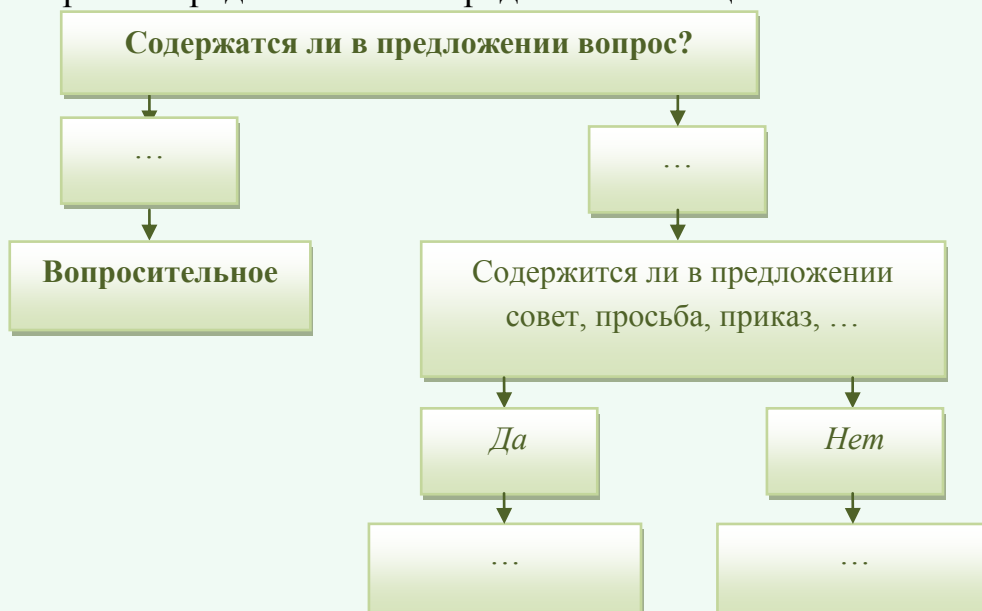 Содержатся ли в предложении вопрос?
…
…
Вопросительное
Содержится ли в предложении
совет, просьба, приказ, …
Да
Нет
…
…